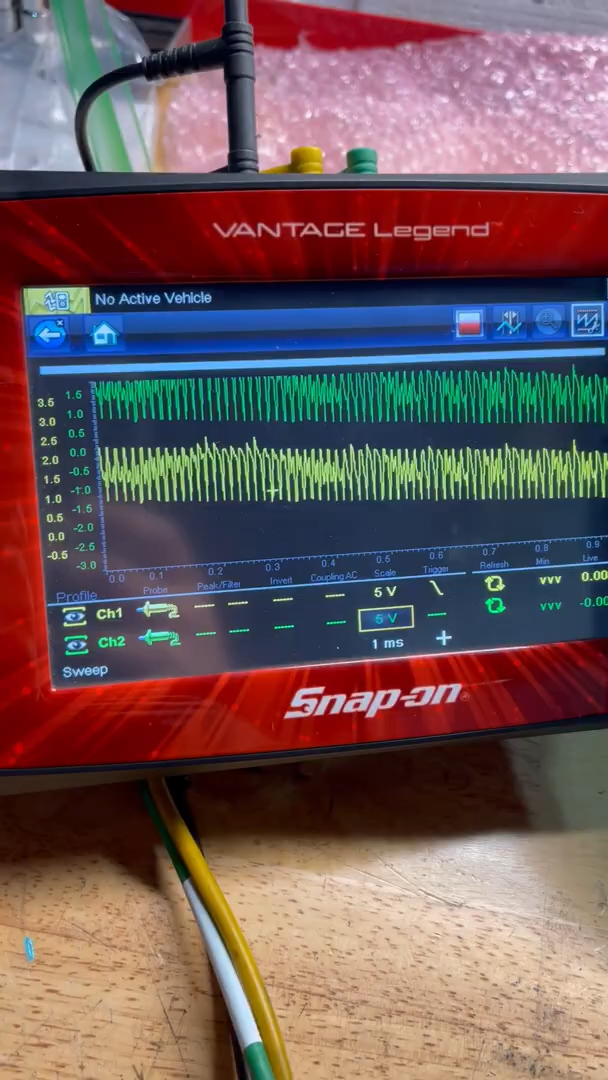 VANTAGE Legend™
No Active Vehicle
3.5 1.5
3.0 1.0
2.5 0.5
2.0 0.0
1.5 -0.5
1.0 -1.0
0.5 -1.5
0.0 -2.0
-0.5 -2.5
-3.0
0.0 0.1 0.2 0.3 0.4 0.5 0.6 0.7 0.8 0.9
Profile Probe Peak/Filter Invert Coupling AC Scale Trigger Refresh Min Live
Ch1 5 V vvv 0.00
Ch2 5 V vvv -0.00
Sweep 1 ms
Snap-on®